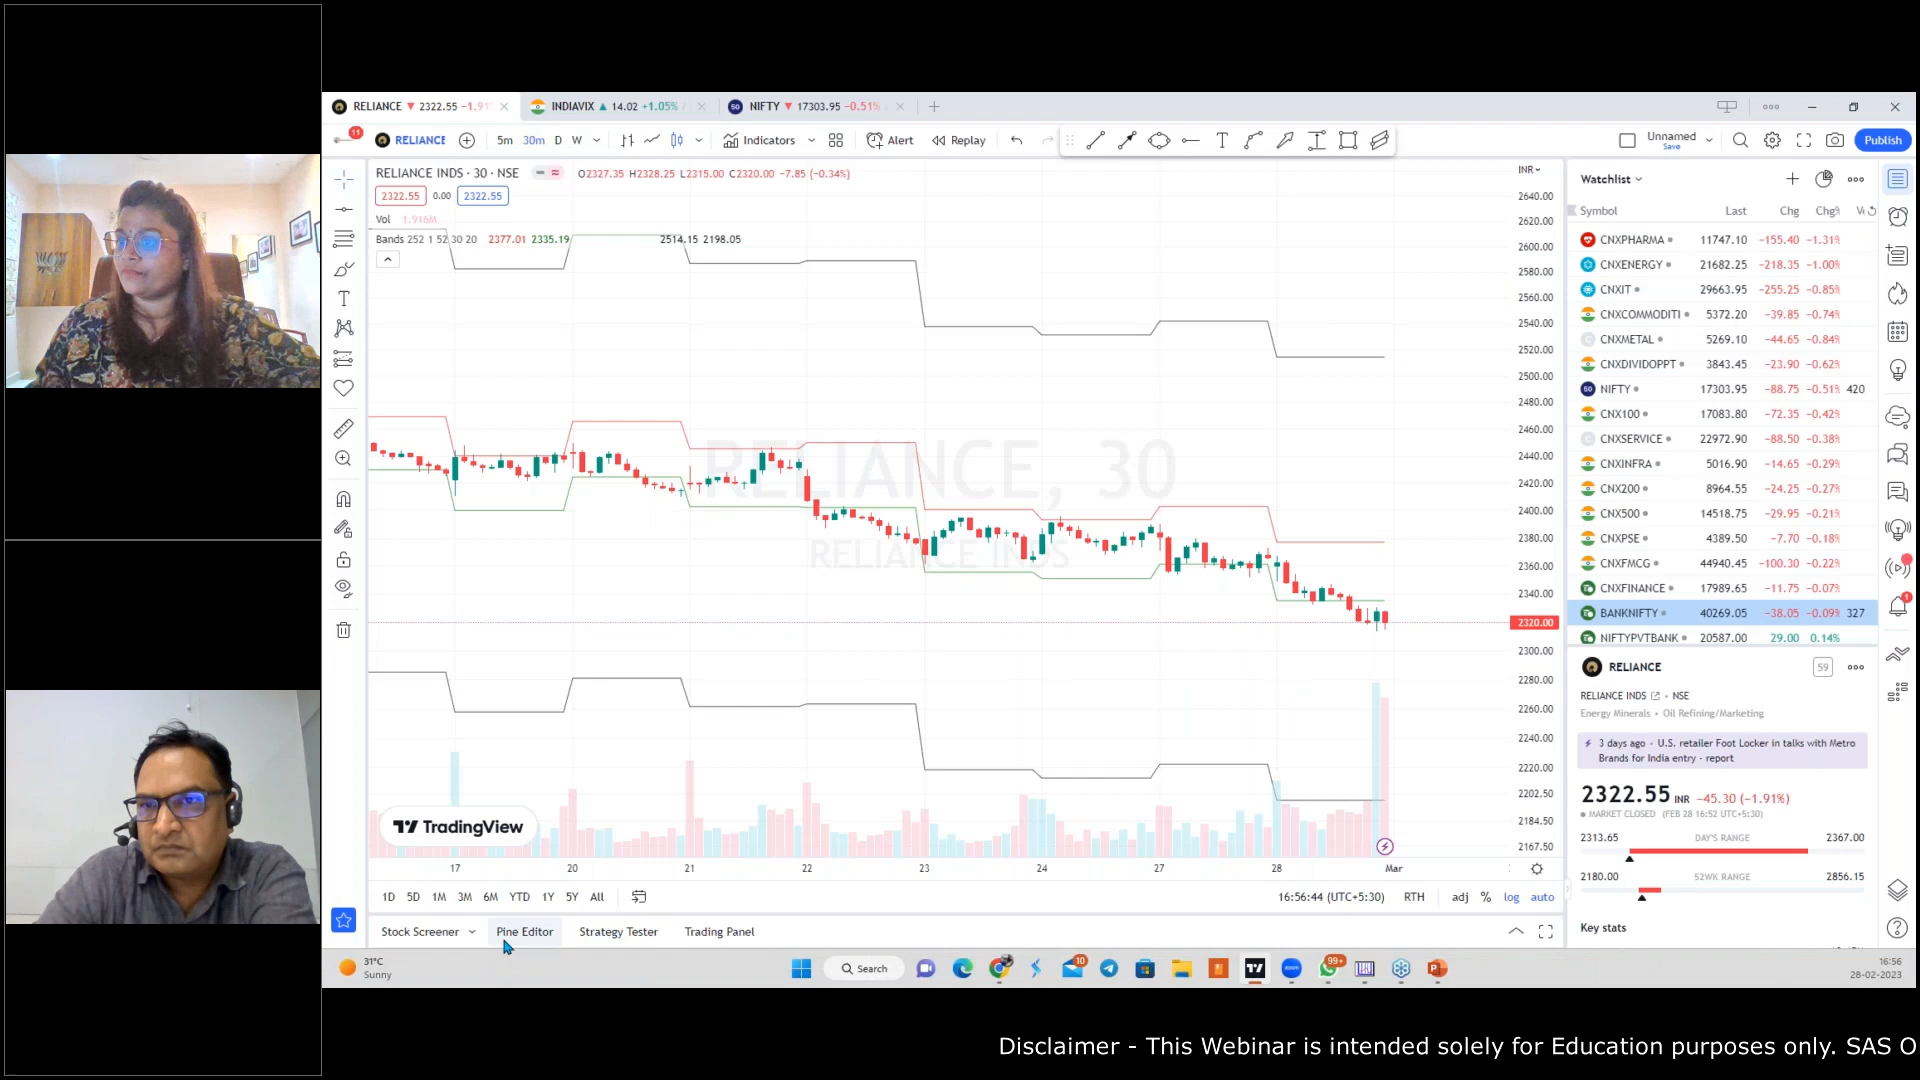 RELIANCE ▼ 2322.55 −1.91
INDIAVIX ▲ 14.02 +1.05%
NIFTY ▼ 17303.95 −0.51%
11
RELIANCE
5m 30m D W
Indicators
Alert
Replay
Unnamed
Save
Publish
RELIANCE INDS · 30 · NSE
O2327.35 H2328.25 L2315.00 C2320.00 −7.85 (−0.34%)
2322.55 0.00 2322.55
Vol 1.916M
Bands 252 1 52 30 20 2377.01 2335.19 2514.15 2198.05
RELIANCE, 30
RELIANCE INDS
INR
2640.00
2620.00
2600.00
2580.00
2560.00
2540.00
2520.00
2500.00
2480.00
2460.00
2440.00
2420.00
2400.00
2380.00
2360.00
2340.00
2320.00
2300.00
2280.00
2260.00
2240.00
2220.00
2202.50
2184.50
2167.50
TradingView
17 20 21 22 23 24 27 28 Mar
1D 5D 1M 3M 6M YTD 1Y 5Y All
16:56:44 (UTC+5:30) RTH adj % log auto
Stock Screener Pine Editor Strategy Tester Trading Panel
Watchlist
Symbol Last Chg Chg%
CNXPHARMA 11747.10 −155.40 −1.31%
CNXENERGY 21682.25 −218.35 −1.00%
CNXIT 29663.95 −255.25 −0.85%
CNXCOMMODITI 5372.20 −39.85 −0.74%
CNXMETAL 5269.10 −44.65 −0.84%
CNXDIVIDOPPT 3843.45 −23.90 −0.62%
50 NIFTY 17303.95 −88.75 −0.51% 420
CNX100 17083.80 −72.35 −0.42%
CNXSERVICE 22972.90 −88.50 −0.38%
CNXINFRA 5016.90 −14.65 −0.29%
CNX200 8964.55 −24.25 −0.27%
CNX500 14518.75 −29.95 −0.21%
CNXPSE 4389.50 −7.70 −0.18%
CNXFMCG 44940.45 −100.30 −0.22%
CNXFINANCE 17989.65 −11.75 −0.07%
BANKNIFTY 40269.05 −38.05 −0.09% 327
NIFTYPVTBANK 20587.00 29.00 0.14%
RELIANCE
59
RELIANCE INDS · NSE
Energy Minerals • Oil Refining/Marketing
3 days ago · U.S. retailer Foot Locker in talks with Metro
Brands for India entry - report
2322.55 INR −45.30 (−1.91%)
MARKET CLOSED (FEB 28 16:52 UTC+5:30)
2313.65 DAY'S RANGE 2367.00
2180.00 52WK RANGE 2856.15
Key stats
1
31°C
Sunny
Search
10
99+
16:56
28-02-2023
Disclaimer - This Webinar is intended solely for Education purposes only. SAS O